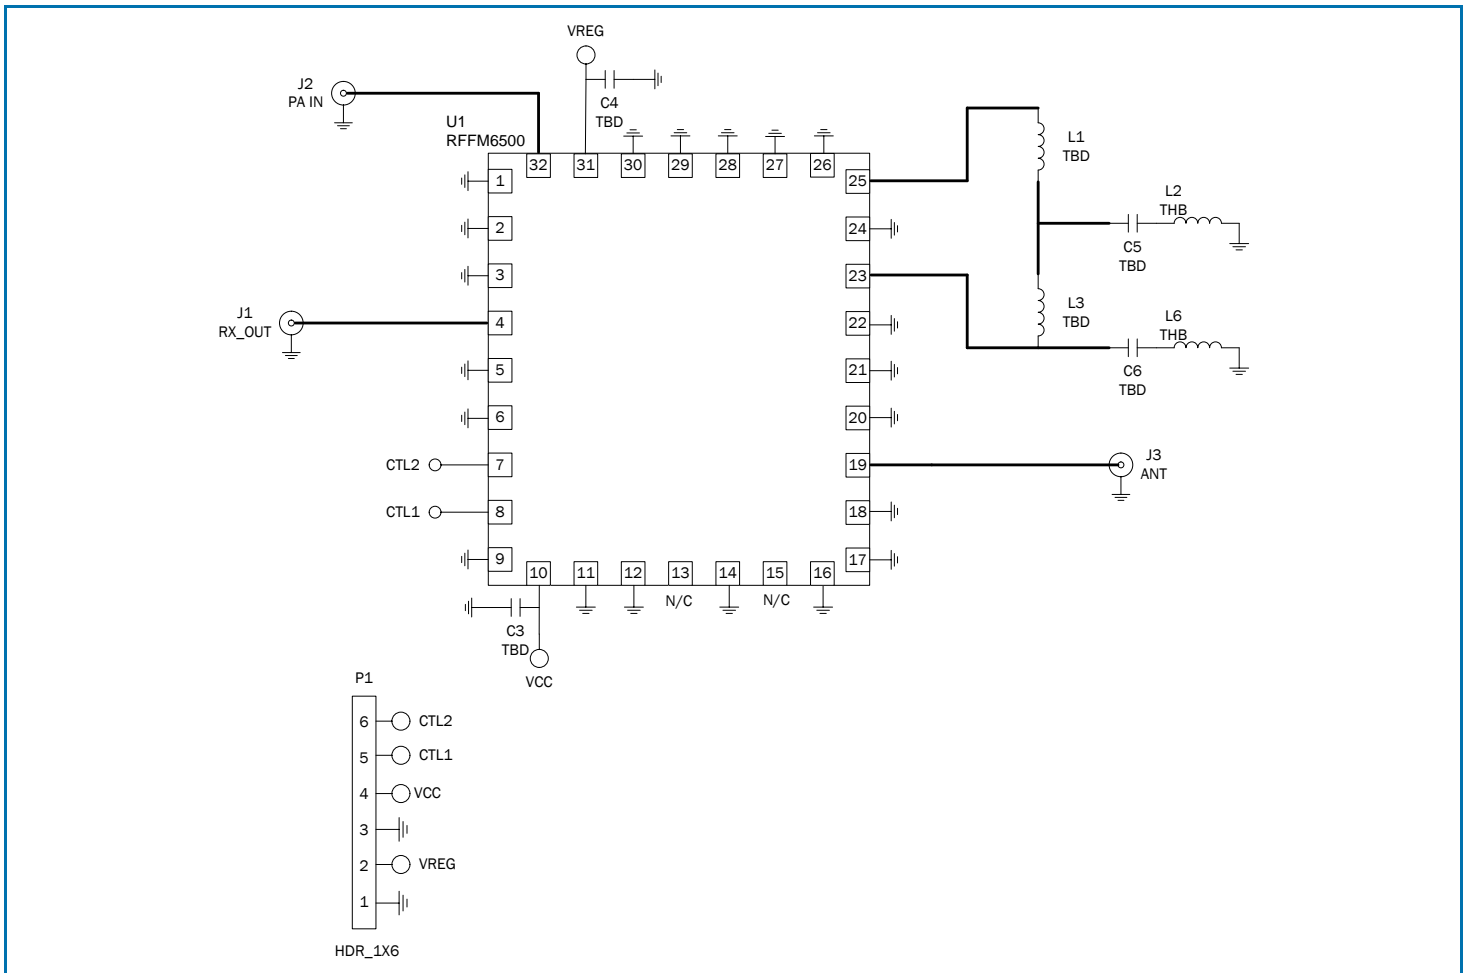 VREG
J2
PA IN
C4
TBD
U1
RFFM6500
32
31
30
29
28
27
26
1
2
3
4
5
6
7
8
9
J1
RX_OUT
CTL2
CTL1
25
24
23
22
21
20
19
18
17
L1
TBD
L2
THB
C5
TBD
L3
TBD
L6
THB
C6
TBD
J3
ANT
10
11
12
13
14
15
16
N/C
N/C
C3
TBD
VCC
P1
6 CTL2
5 CTL1
4 VCC
3
2 VREG
1
HDR_1X6